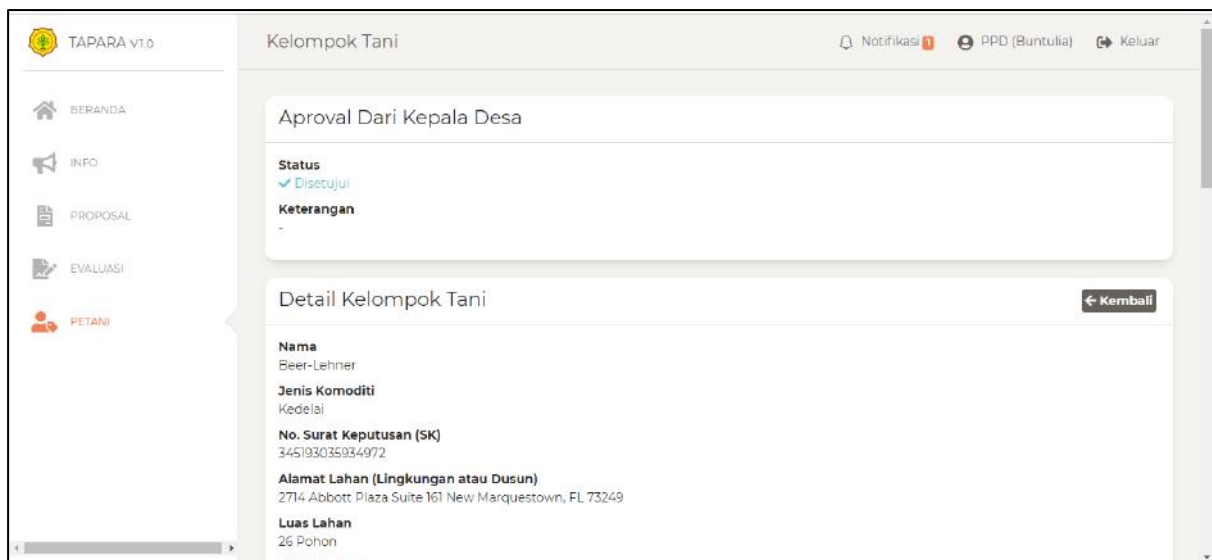 TAPARA V1.0
Kelompok Tani
Notifikasi 1
PPD (Buntulia)
Keluar
BERANDA
INFO
PROPOSAL
EVALUASI
PETANI
Aproval Dari Kepala Desa
Status
Disetujui
Keterangan
-
Detail Kelompok Tani
Kembali
Nama
Beer-Lehner
Jenis Komoditi
Kedelai
No. Surat Keputusan (SK)
345193035934972
Alamat Lahan (Lingkungan atau Dusun)
2714 Abbott Plaza Suite 161 New Marquestown, FL 73249
Luas Lahan
26 Pohon